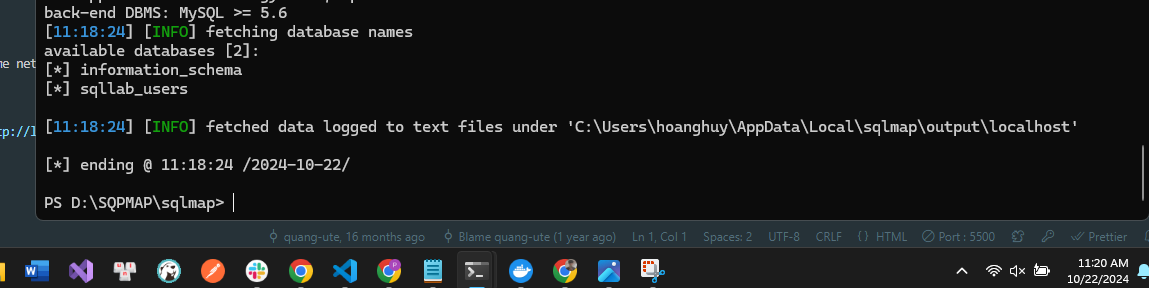 back-end DBMS: MySQL >= 5.6
[11:18:24] [INFO] fetching database names
available databases [2]:
[*] information_schema
[*] sqllab_users
[11:18:24] [INFO] fetched data logged to text files under 'C:\Users\hoanghuy\AppData\Local\sqlmap\output\localhost'
[*] ending @ 11:18:24 /2024-10-22/
PS D:\SQPMAP\sqlmap>
quang-ute, 16 months ago Blame quang-ute (1 year ago) Ln 1, Col 1 Spaces: 2 UTF-8 CRLF {} HTML Port : 5500 Prettier
11:20 AM
10/22/2024